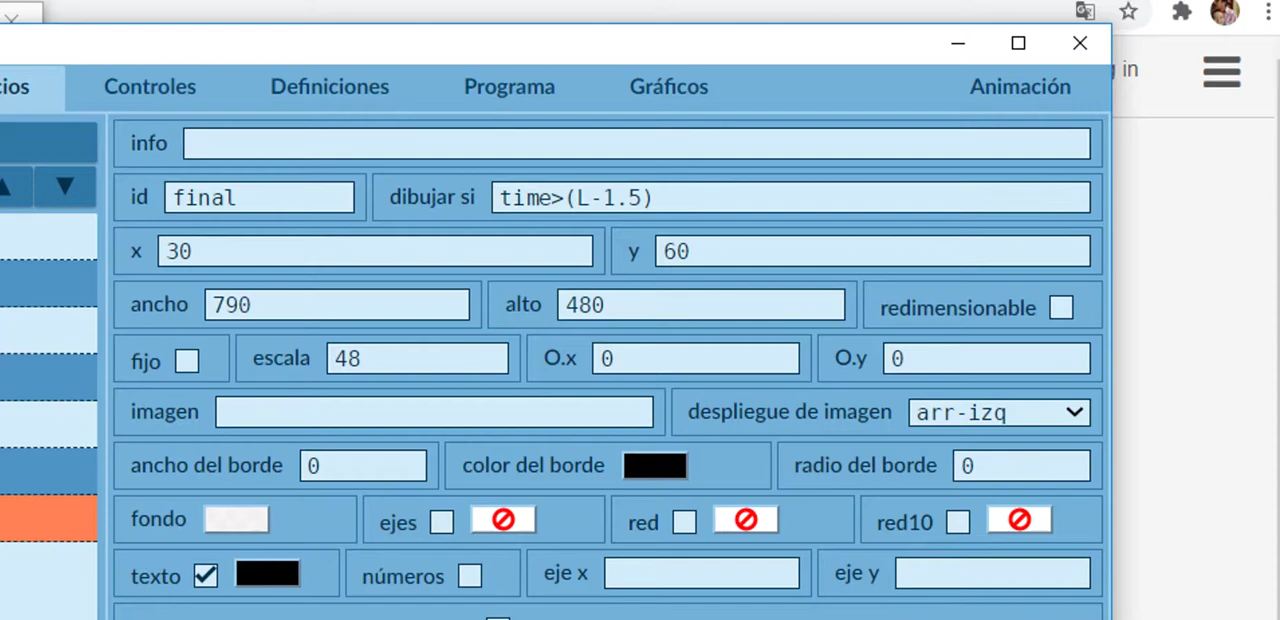 in
cios Controles Definiciones Programa Gráficos Animación
info
id final dibujar si time>(L-1.5)
x 30 y 60
ancho 790 alto 480 redimensionable
fijo escala 48 O.x 0 O.y 0
imagen despliegue de imagen arr-izq
ancho del borde 0 color del borde radio del borde 0
fondo ejes red red10
texto números eje x eje y